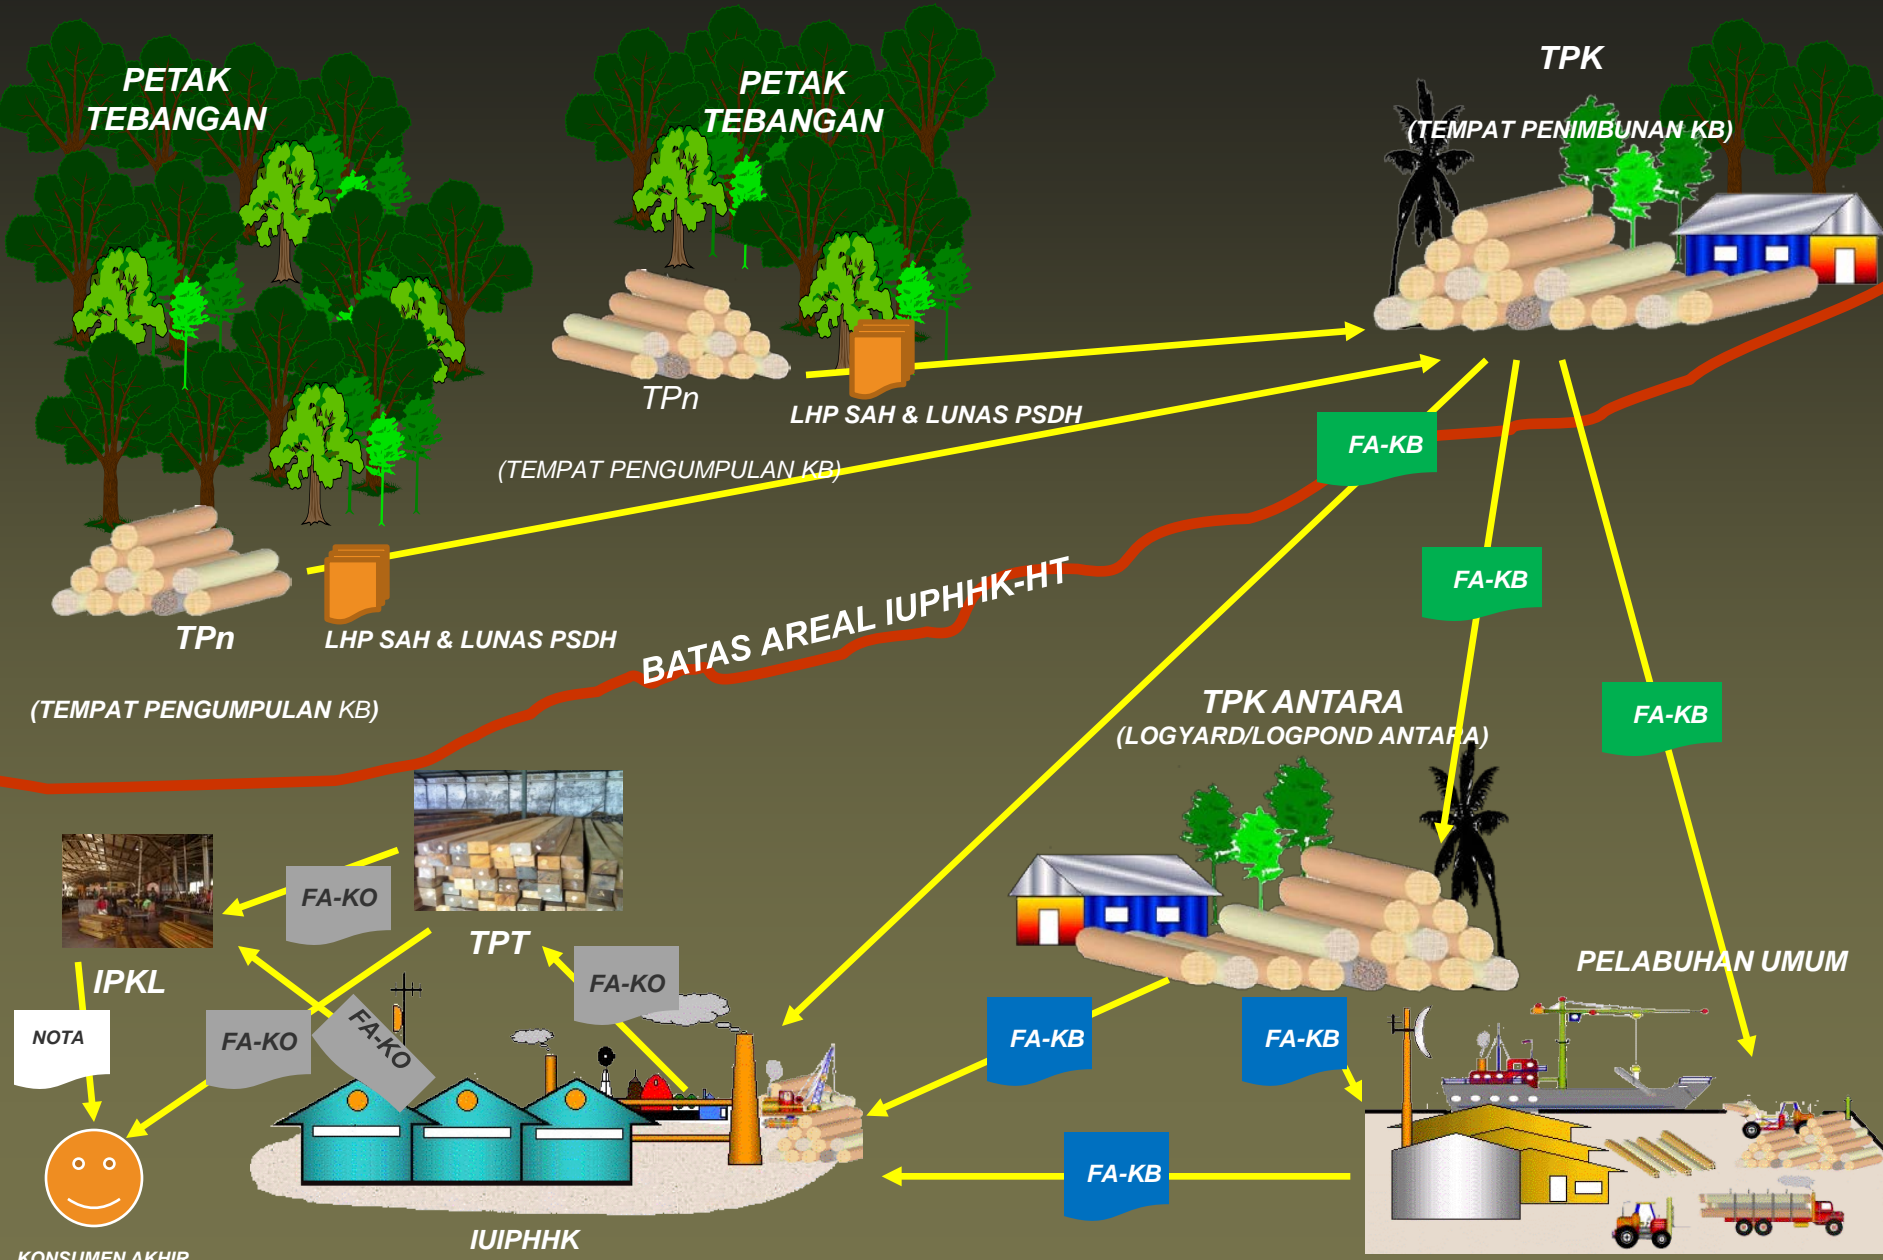 PETAK
TEBANGAN
PETAK
TEBANGAN
TPK
(TEMPAT PENIMBUNAN KB)
TPn
LHP SAH & LUNAS PSDH
(TEMPAT PENGUMPULAN KB)
FA-KB
FA-KB
FA-KB
TPn
LHP SAH & LUNAS PSDH
(TEMPAT PENGUMPULAN KB)
BATAS AREAL IUPHHK-HT
TPK ANTARA
(LOGYARD/LOGPOND ANTARA)
FA-KO
TPT
IPKL
FA-KO
PELABUHAN UMUM
NOTA
FA-KO
FA-KO
FA-KB
FA-KB
FA-KB
IUIPHHK
KONSUMEN AKHIR